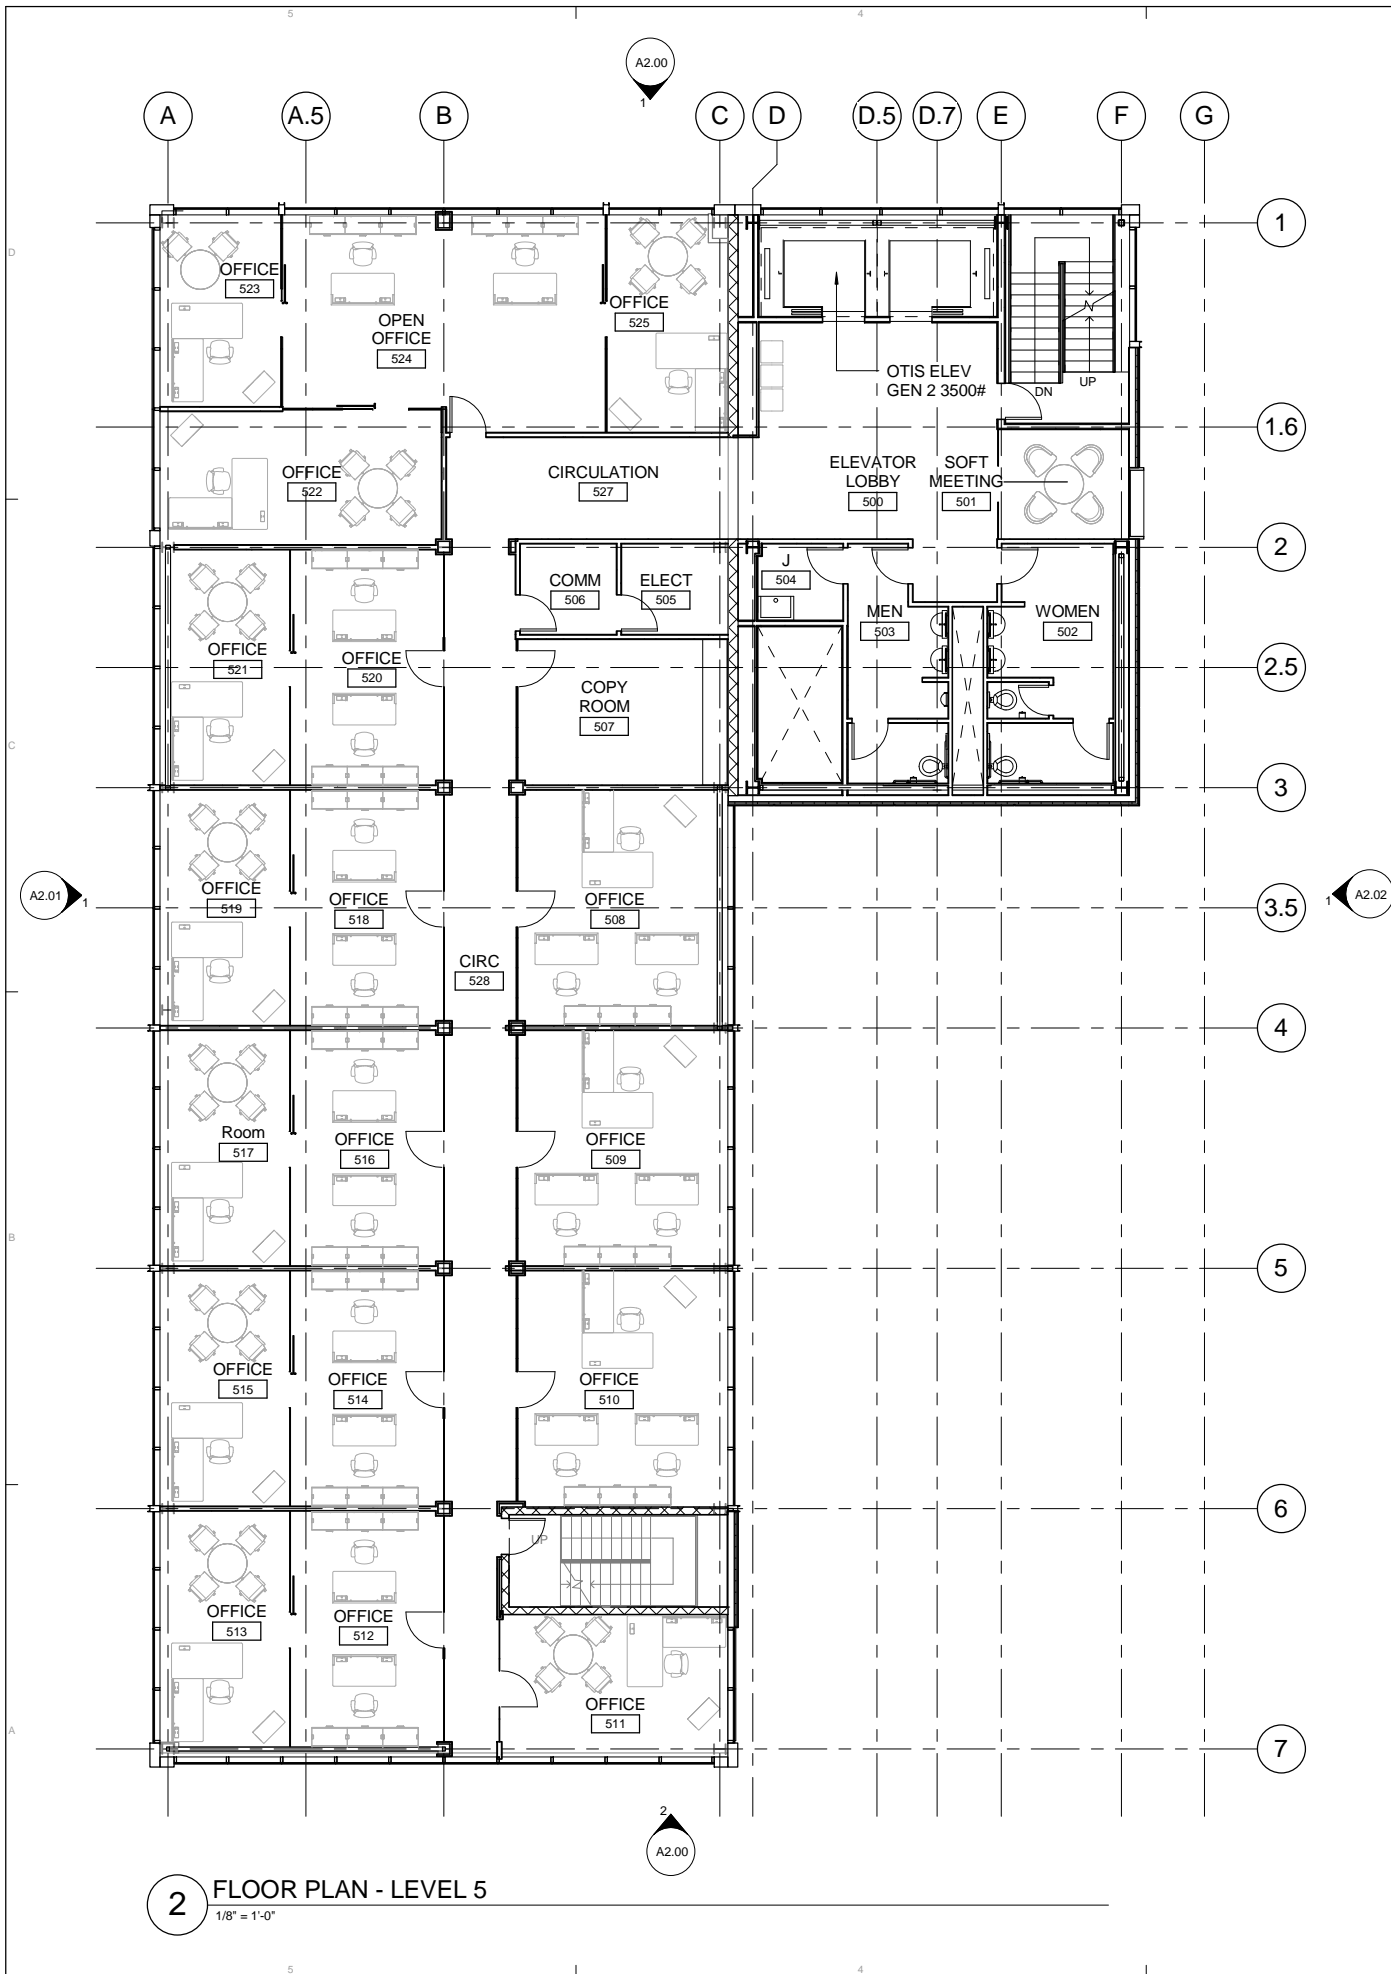 5
4
A2.00
1
A
A.5
B
C
D
D.5
D.7
E
F
G
1
D
OFFICE
523
OPEN
OFFICE
524
OFFICE
525
OTIS ELEV
GEN 2 3500#
DN
UP
1.6
OFFICE
522
CIRCULATION
527
ELEVATOR
LOBBY
500
SOFT
MEETING
501
2
COMM
506
ELECT
505
J
504
MEN
503
WOMEN
502
OFFICE
521
OFFICE
520
2.5
COPY
ROOM
507
C
3
A2.01
1
OFFICE
519
OFFICE
518
OFFICE
508
3.5
1
A2.02
CIRC
528
4
Room
517
OFFICE
516
OFFICE
509
B
5
OFFICE
515
OFFICE
514
OFFICE
510
6
UP
OFFICE
513
OFFICE
512
OFFICE
511
A
7
2
A2.00
2
FLOOR PLAN - LEVEL 5
1/8" = 1'-0"
5
4